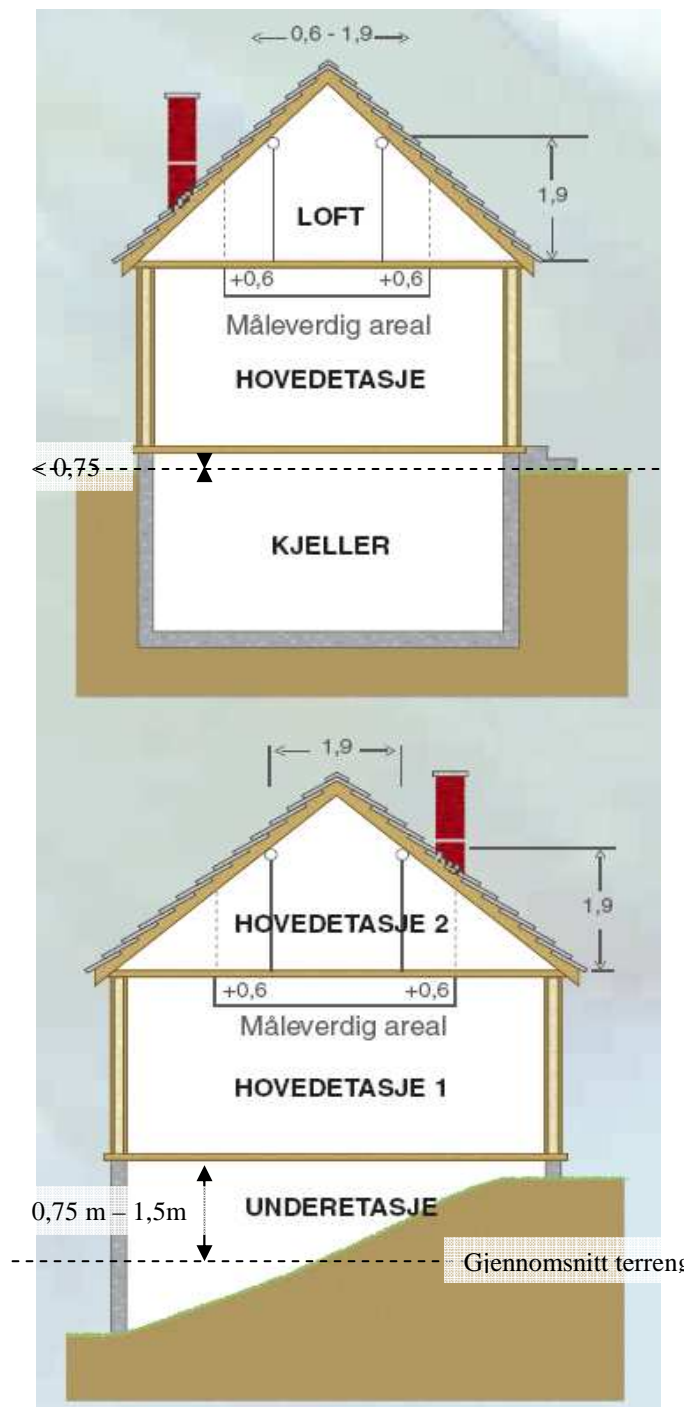 0,6 - 1,9
1,9
LOFT
+0,6 +0,6
Måleverdig areal
HOVEDETASJE
< 0,75
KJELLER
1,9
1,9
HOVEDETASJE 2
+0,6 +0,6
Måleverdig areal
HOVEDETASJE 1
0,75 m – 1,5m
UNDERETASJE
Gjennomsnitt terreng